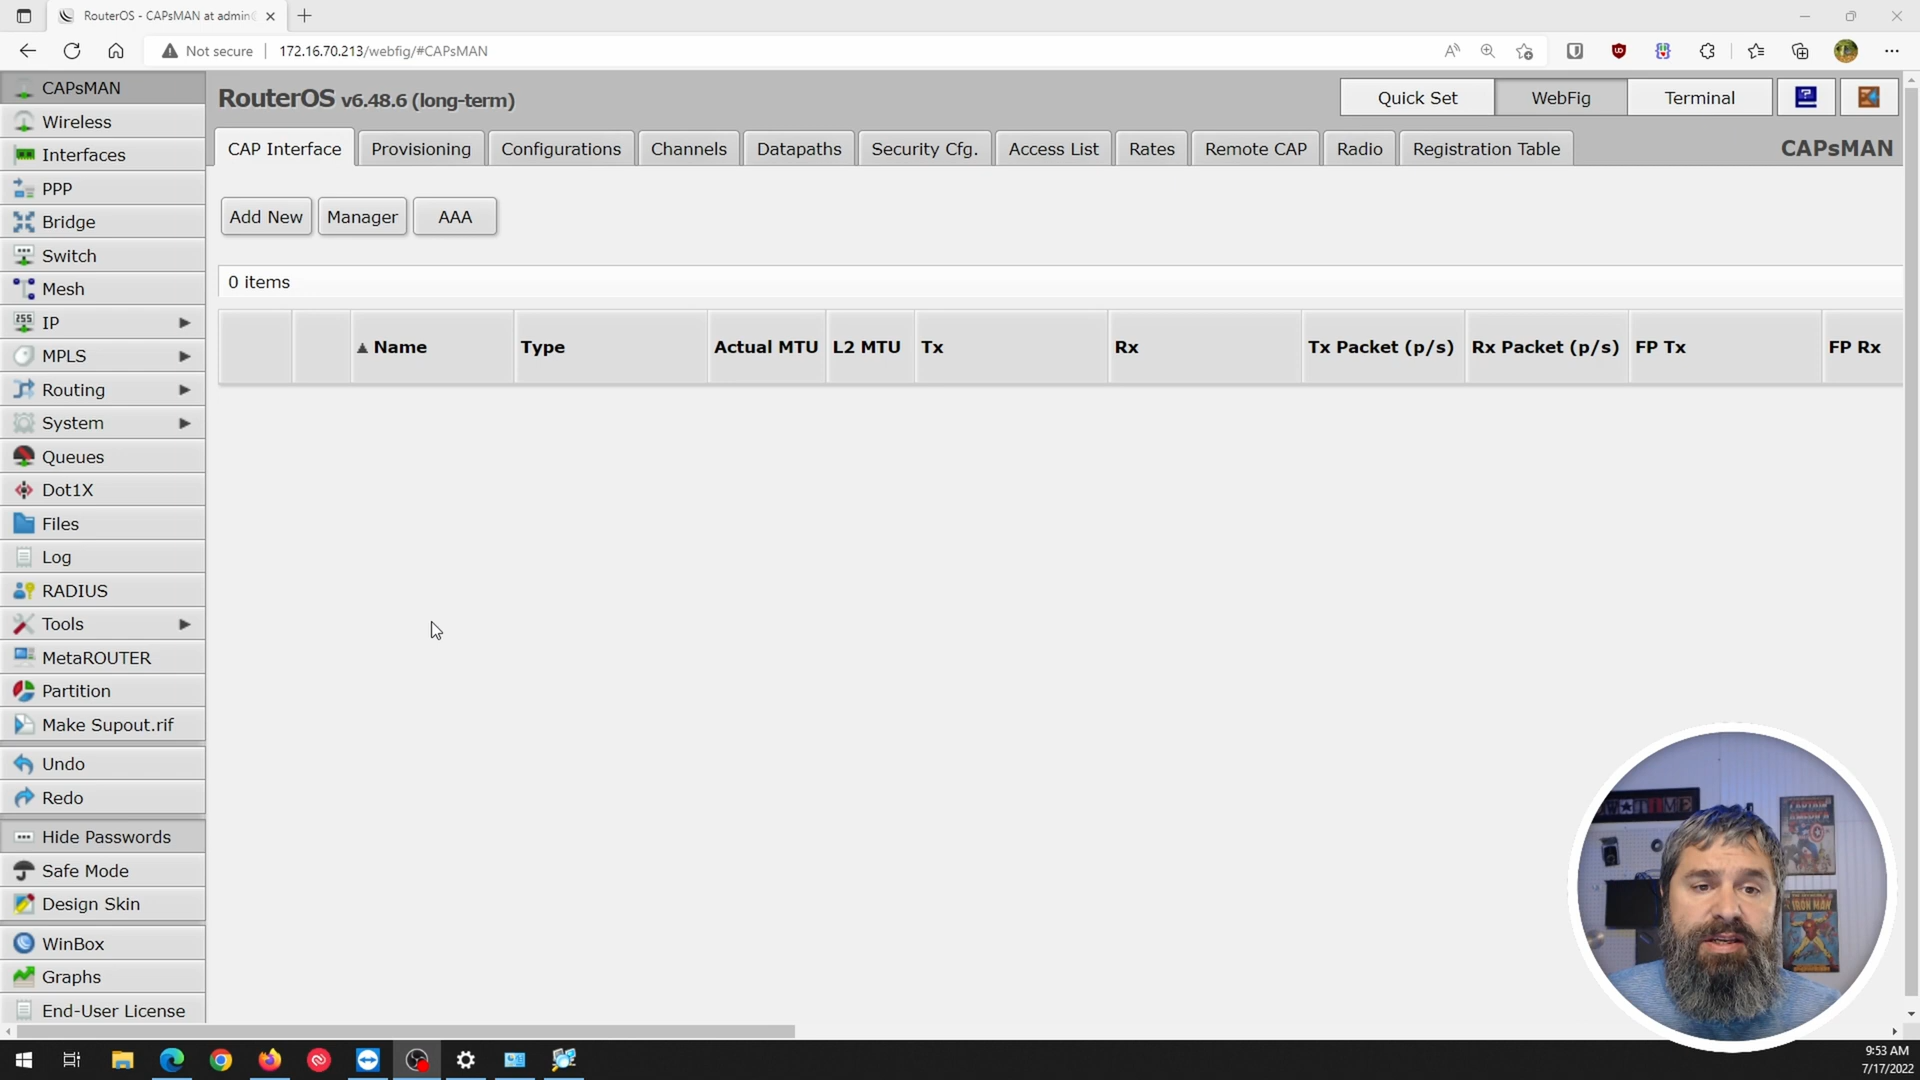 RouterOS - CAPsMAN at admin@
Not secure
172.16.70.213/webfig/#CAPsMAN
CAPsMAN
Wireless
Interfaces
PPP
Bridge
Switch
Mesh
IP
MPLS
Routing
System
Queues
Dot1X
Files
Log
RADIUS
Tools
MetaROUTER
Partition
Make Supout.rif
Undo
Redo
Hide Passwords
Safe Mode
Design Skin
WinBox
Graphs
End-User License
RouterOS v6.48.6 (long-term)
Quick Set
WebFig
Terminal
CAP Interface
Provisioning
Configurations
Channels
Datapaths
Security Cfg.
Access List
Rates
Remote CAP
Radio
Registration Table
CAPsMAN
Add New
Manager
AAA
0 items
▲ Name
Type
Actual MTU
L2 MTU
Tx
Rx
Tx Packet (p/s)
Rx Packet (p/s)
FP Tx
FP Rx
IRON MAN
9:53 AM
7/17/2022